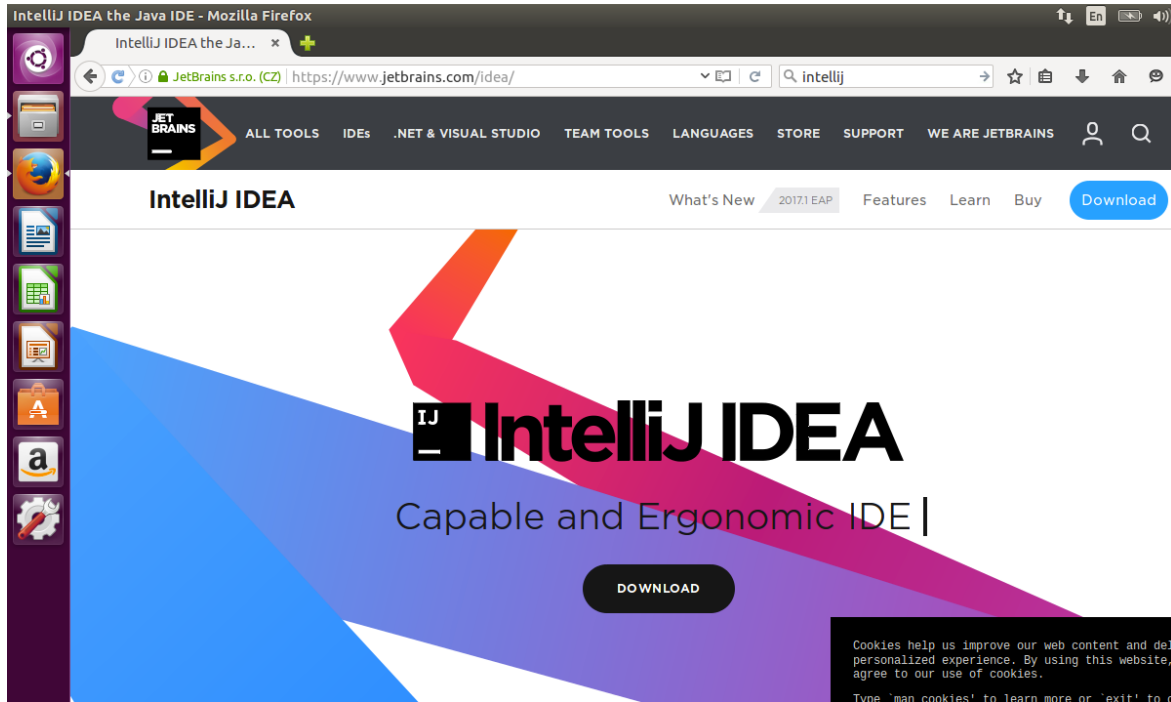 IntelliJ IDEA the Java IDE - Mozilla Firefox
En
IntelliJ IDEA the Ja... ×
JetBrains s.r.o. (CZ) https://www.jetbrains.com/idea/
intellij
JET
BRAINS
ALL TOOLS IDEs .NET & VISUAL STUDIO TEAM TOOLS LANGUAGES STORE SUPPORT WE ARE JETBRAINS
IntelliJ IDEA
What's New 2017.1 EAP Features Learn Buy Download
IJ
IntelliJ IDEA
Capable and Ergonomic IDE
DOWNLOAD
a
Cookies help us improve our web content and
personalized experience. By using this website,
agree to our use of cookies.
Type `man cookies' to learn more or `exit' to